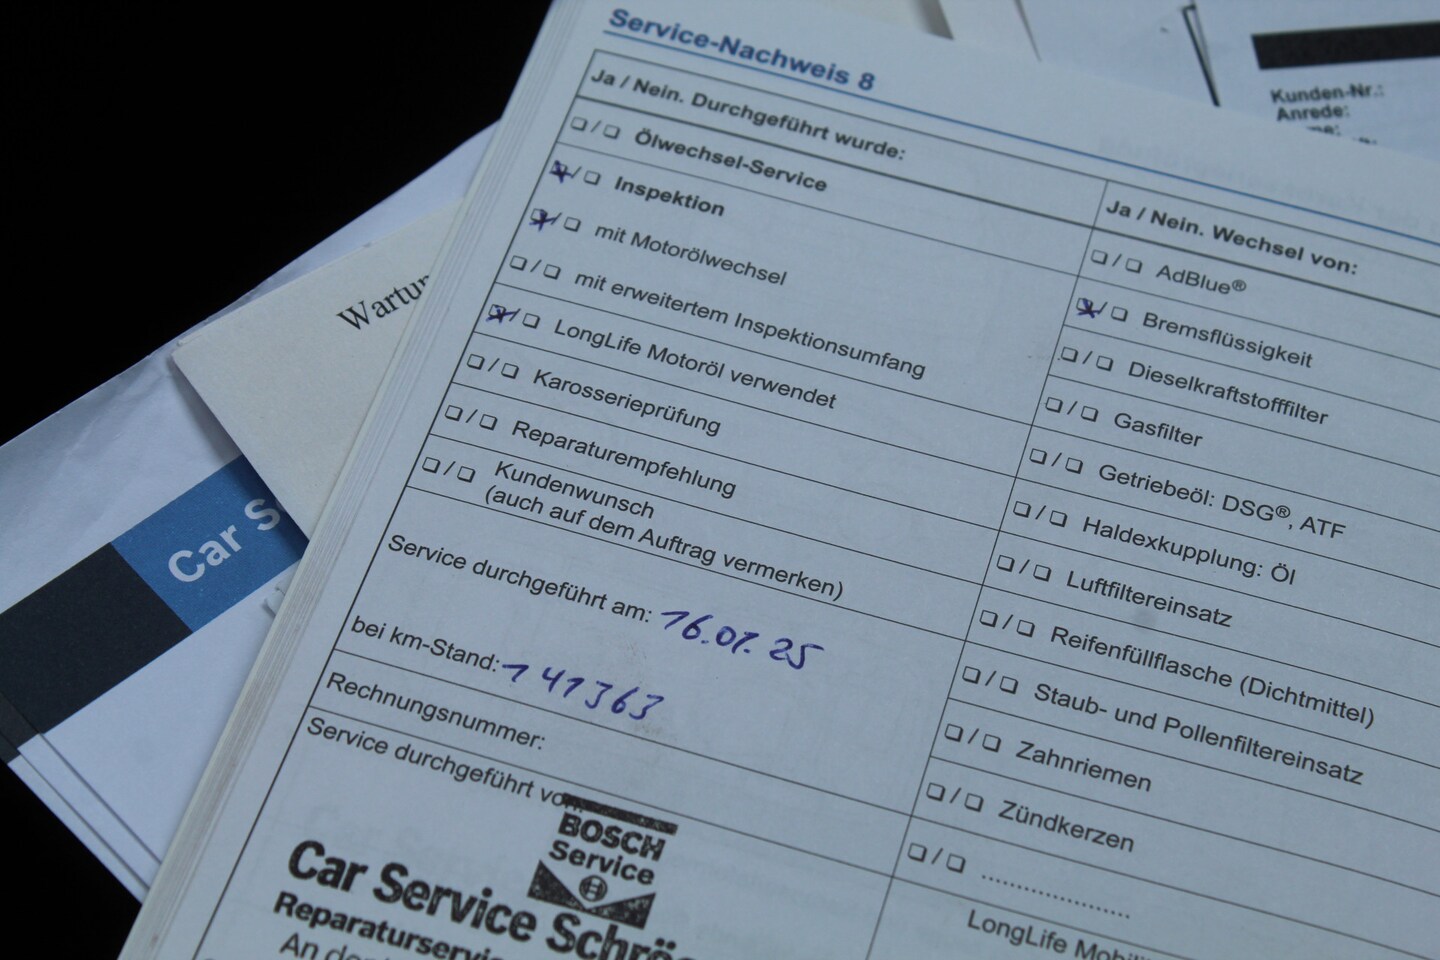 Service-Nachweis 8
Ja / Nein. Durchgeführt wurde:
Ölwechsel-Service
Inspektion
mit Motorölwechsel
mit erweitertem Inspektionsumfang
LongLife Motoröl verwendet
Karosserieprüfung
Reparaturempfehlung
Kundenwunsch
(auch auf dem Auftrag vermerken)
Service durchgeführt am: 16.07.25
bei km-Stand: 141363
Rechnungsnummer:
Service durchgeführt
BOSCH
Service
Car Service
An
Ja / Nein. Wechsel von:
AdBlue®
Bremsflüssigkeit
Dieselkraftstofffilter
Gasfilter
Getriebeöl: DSG®, ATF
Haldexkupplung: Öl
Luftfiltereinsatz
Reifenfüllflasche (Dichtmittel)
Staub- und Pollenfiltereinsatz
Zahnriemen
Zündkerzen
LongLife
Kunden-Nr.:
Anrede:
Car